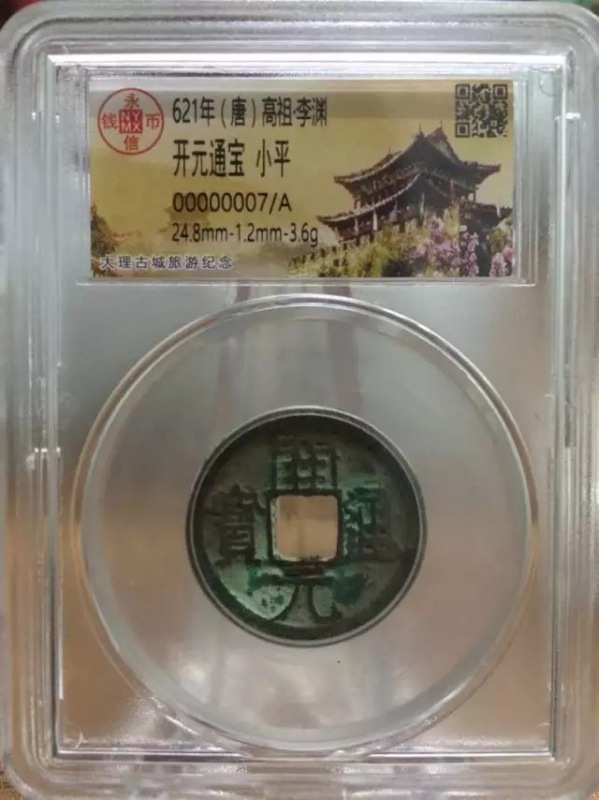 永
钱 NY 币
MX
信
621年(唐)高祖·李渊
开元通宝 小平
00000007/A
24.8mm-1.2mm-3.6g
大理古城旅游纪念
開
寶 通
元